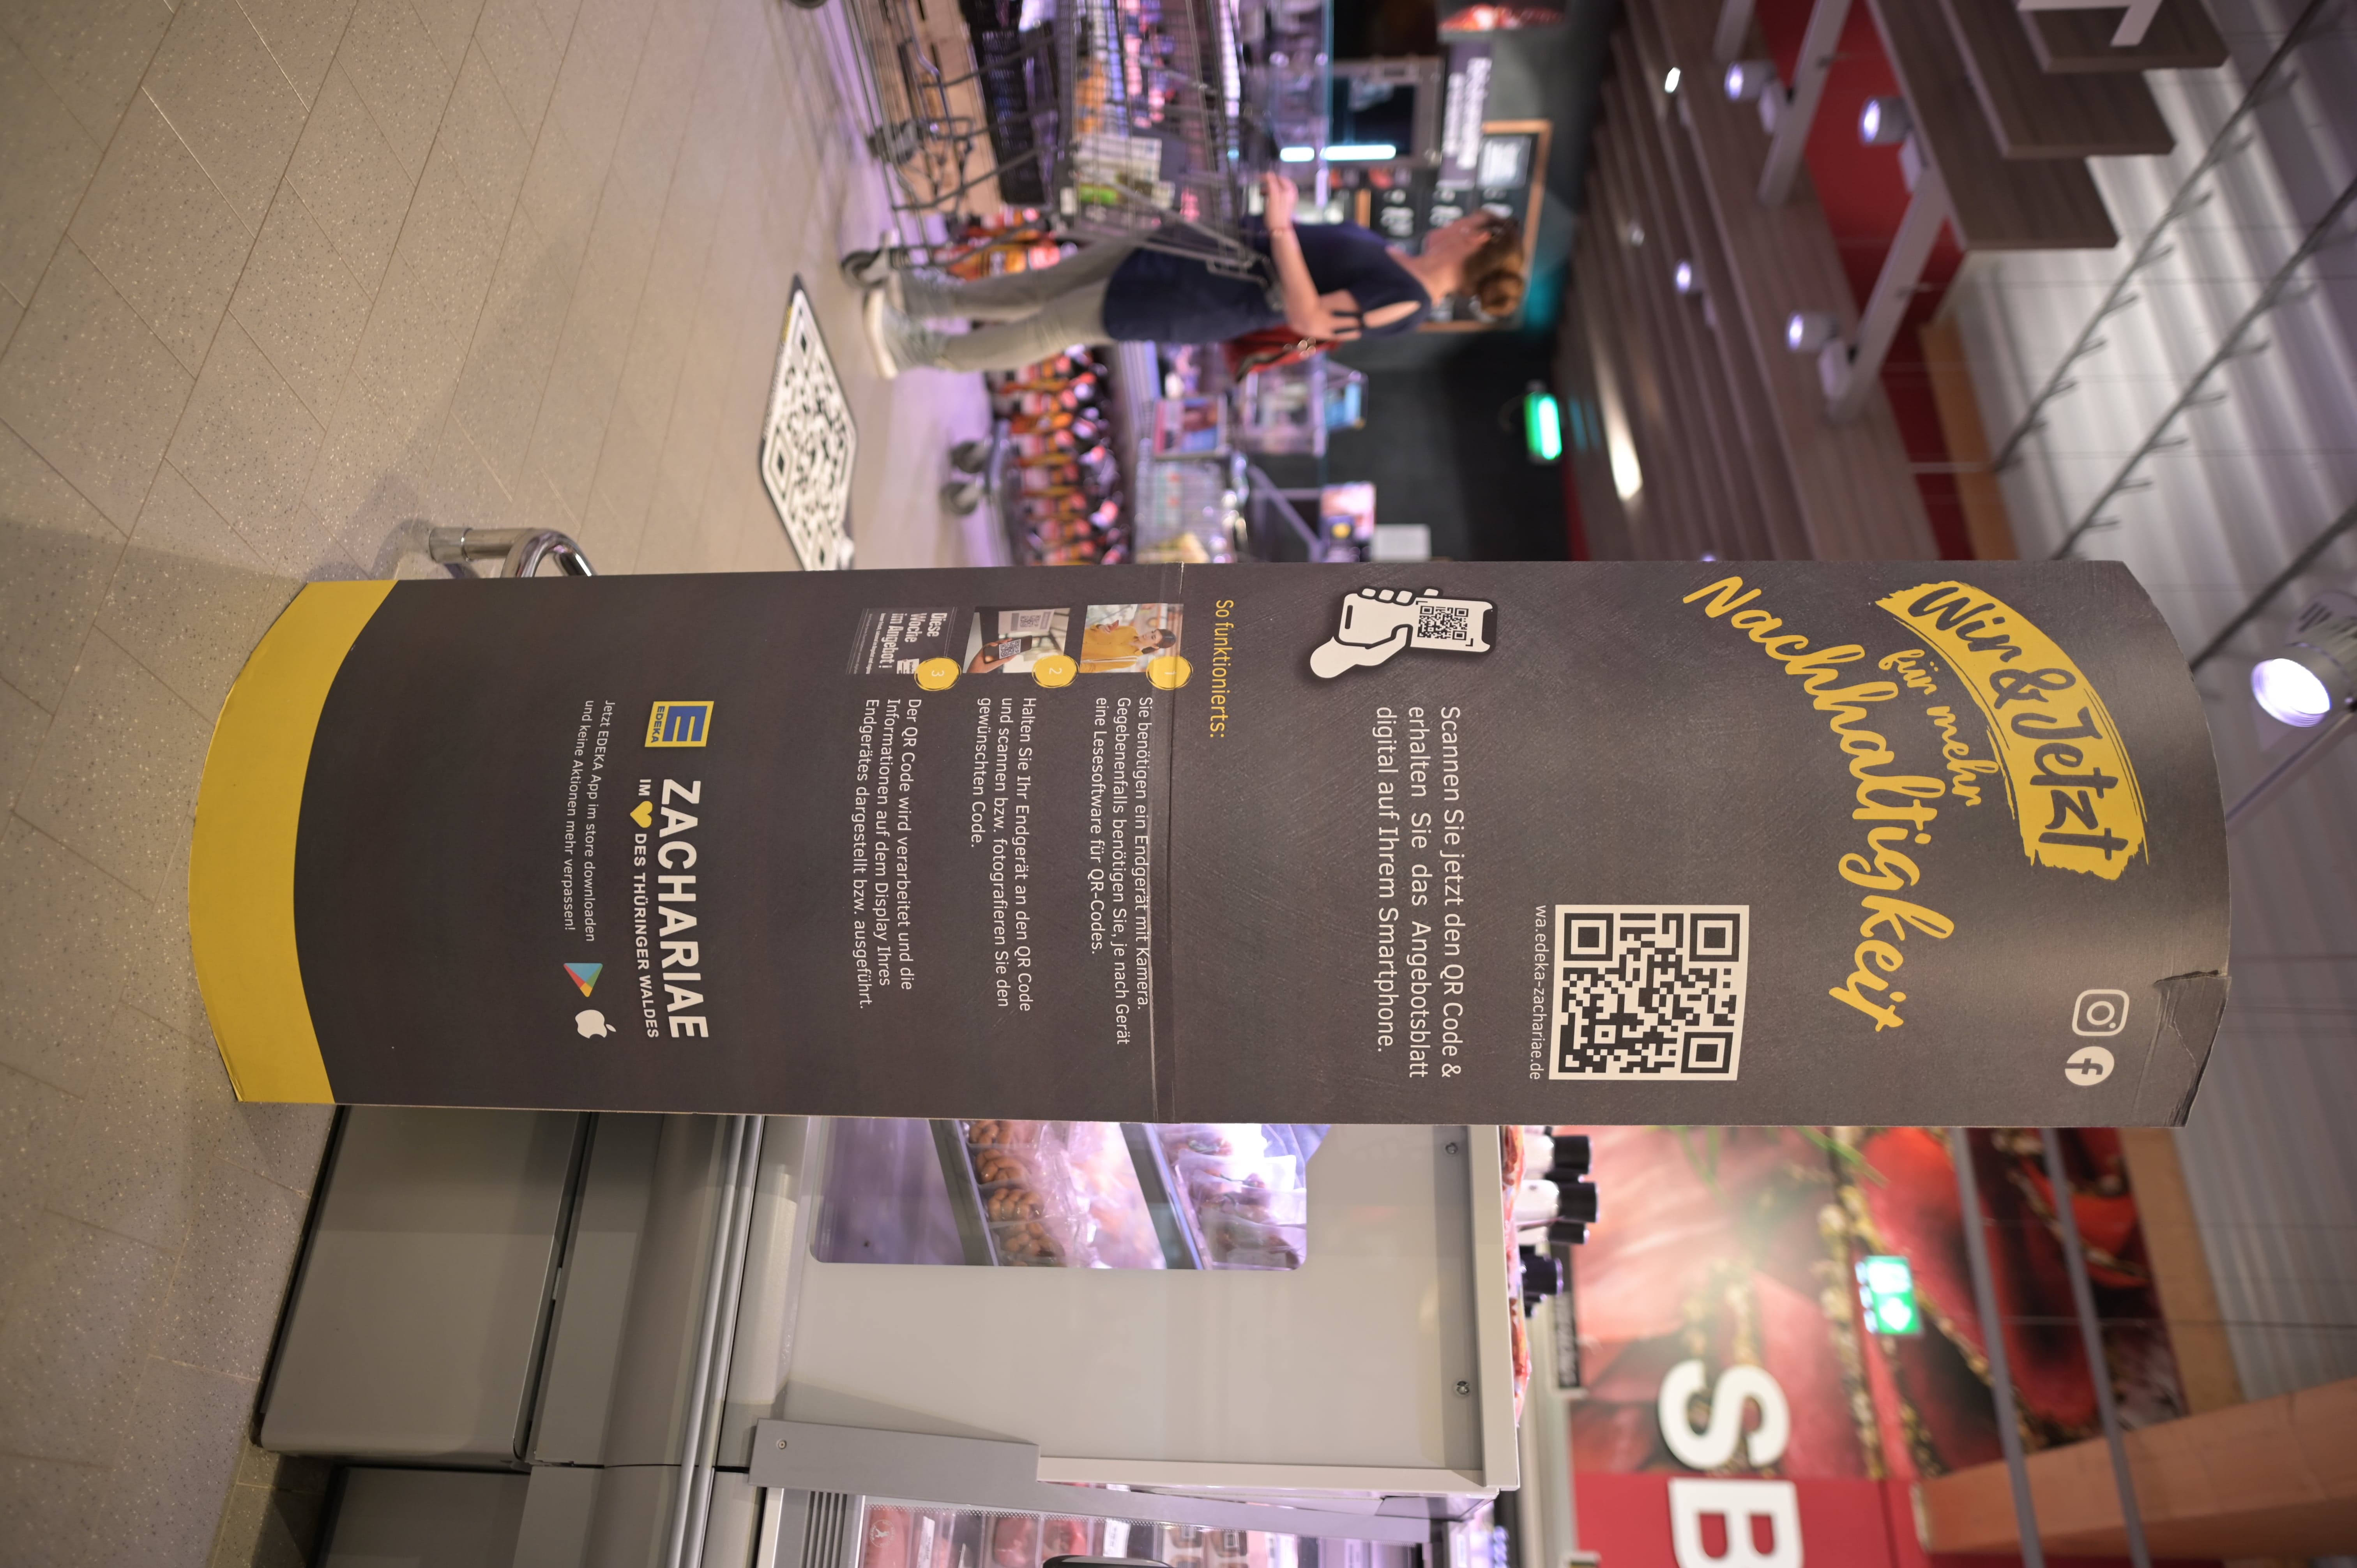 Wir & Jetzt
für mehr
Nachhaltigkeit
wa.edeka-zachariae.de
Scannen Sie jetzt den QR Code &
erhalten Sie das Angebotsblatt
digital auf Ihrem Smartphone.
So funktionierts:
1
Sie benötigen ein Endgerät mit Kamera.
Gegebenenfalls benötigen Sie, je nach Gerät
eine Lesesoftware für QR-Codes.
2
Halten Sie Ihr Endgerät an den QR Code
und scannen bzw. fotografieren Sie den
gewünschten Code.
Diese
Woche
im Angebot!
3
Der QR Code wird verarbeitet und die
Informationen auf dem Display Ihres
Endgerätes dargestellt bzw. ausgeführt.
E
EDEKA
ZACHARIAE
IM DES THÜRINGER WALDES
Jetzt EDEKA App im store downloaden
und keine Aktionen mehr verpassen!
SB